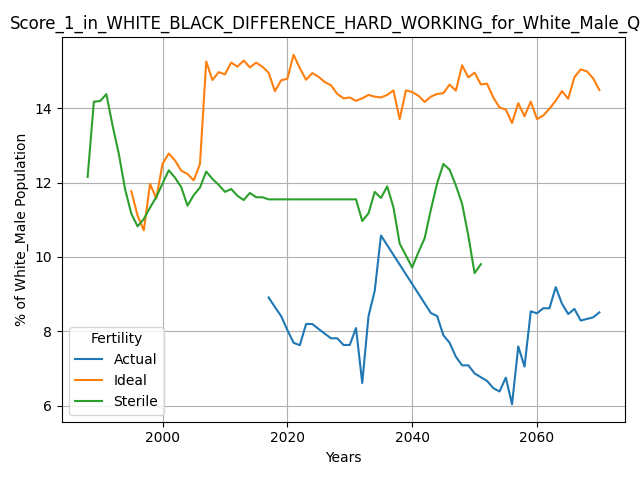 Score_1_in_WHITE_BLACK_DIFFERENCE_HARD_WORKING_for_White_Male_Q
% of White_Male Population
14
12
10
8
6
Fertility
Actual
Ideal
Sterile
2000
2020
2040
2060
Years